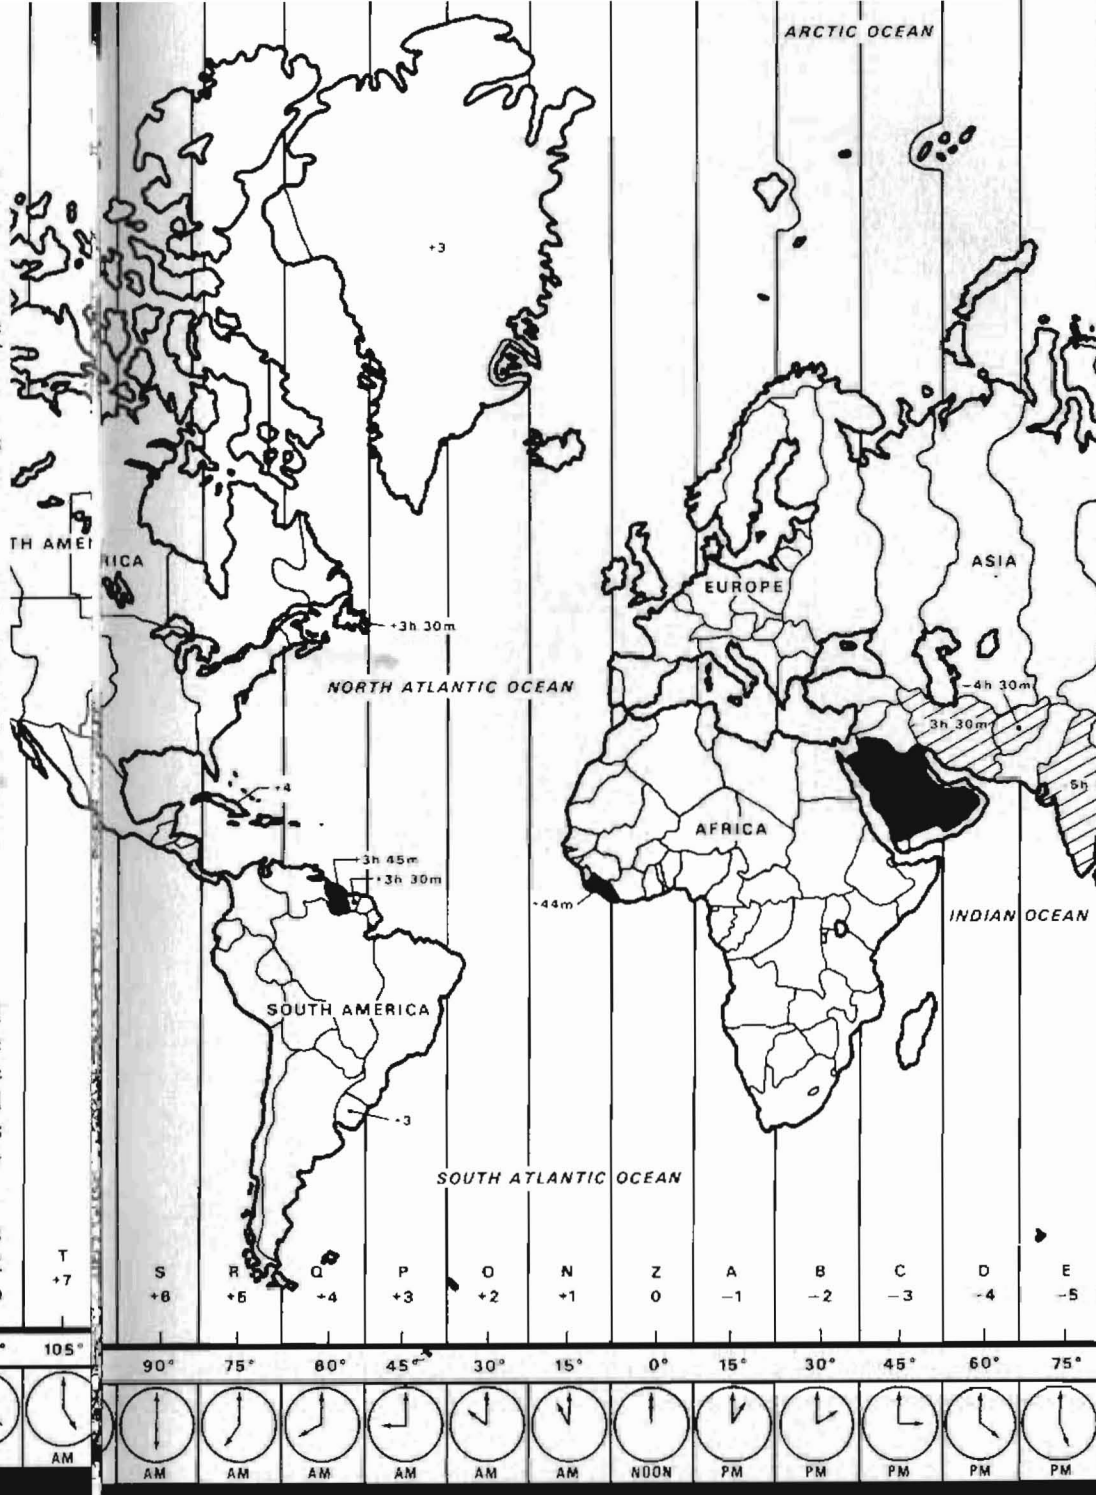 ARCTIC OCEAN
+3
TH AMERICA
EUROPE
ASIA
+3h 30m
NORTH ATLANTIC OCEAN
-4h 30m
3h 30m
-5h
+4
AFRICA
+3h 45m
+3h 30m
-44m
INDIAN OCEAN
SOUTH AMERICA
+3
SOUTH ATLANTIC OCEAN
T S R Q P O N Z A B C D E
+7 +6 +5 +4 +3 +2 +1 0 -1 -2 -3 -4 -5
105° 90° 75° 60° 45° 30° 15° 0° 15° 30° 45° 60° 75°
AM AM AM AM AM AM AM NOON PM PM PM PM PM